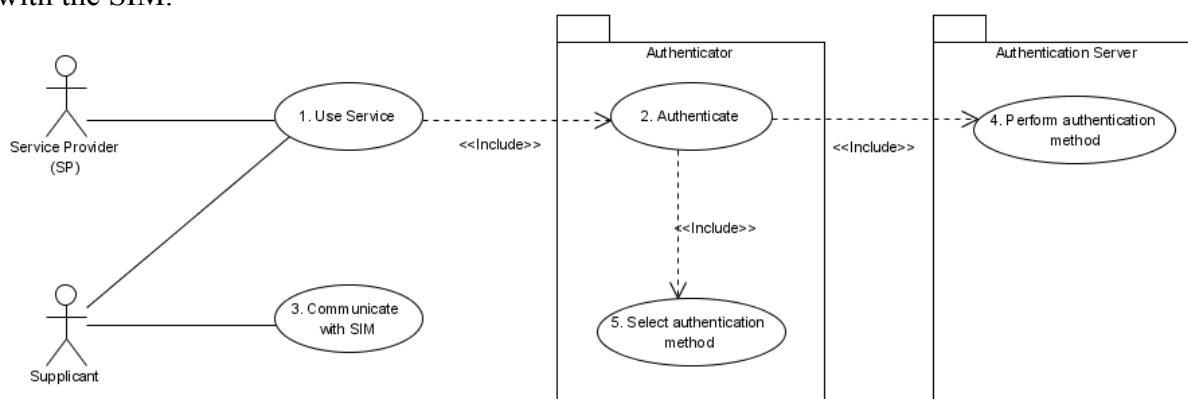 with the SIM.
Authenticator
Authentication Server
1. Use Service
2. Authenticate
4. Perform authentication
method
Service Provider
(SP)
<<Include>>
<<Include>>
<<Include>>
3. Communicate
with SIM
5. Select authentication
method
Supplicant